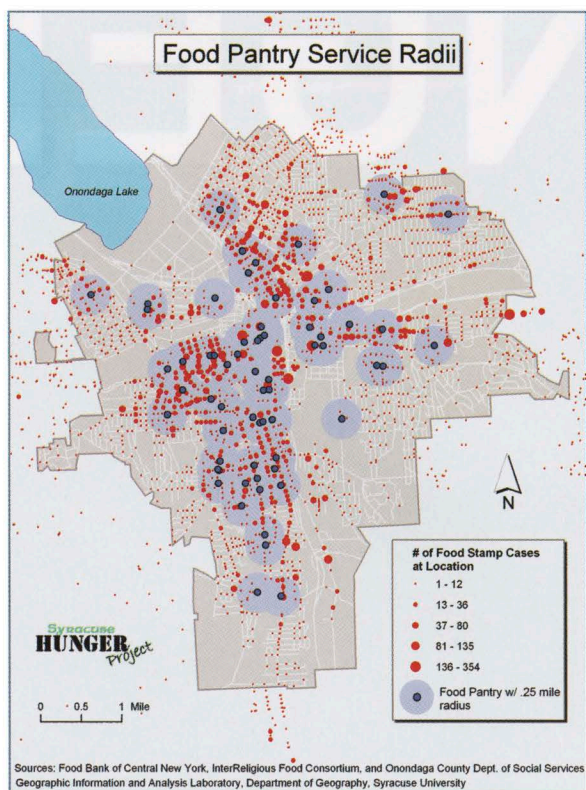 Food Pantry Service Radii
Onondaga Lake
N
# of Food Stamp Cases
at Location
1 - 12
13 - 36
37 - 80
81 - 135
136 - 354
Food Pantry w/ .25 mile
radius
Syracuse
HUNGER
Project
0 0.5 1 Mile
Sources: Food Bank of Central New York, InterReligious Food Consortium, and Onondaga County Dept. of Social Services
Geographic Information and Analysis Laboratory, Department of Geography, Syracuse University